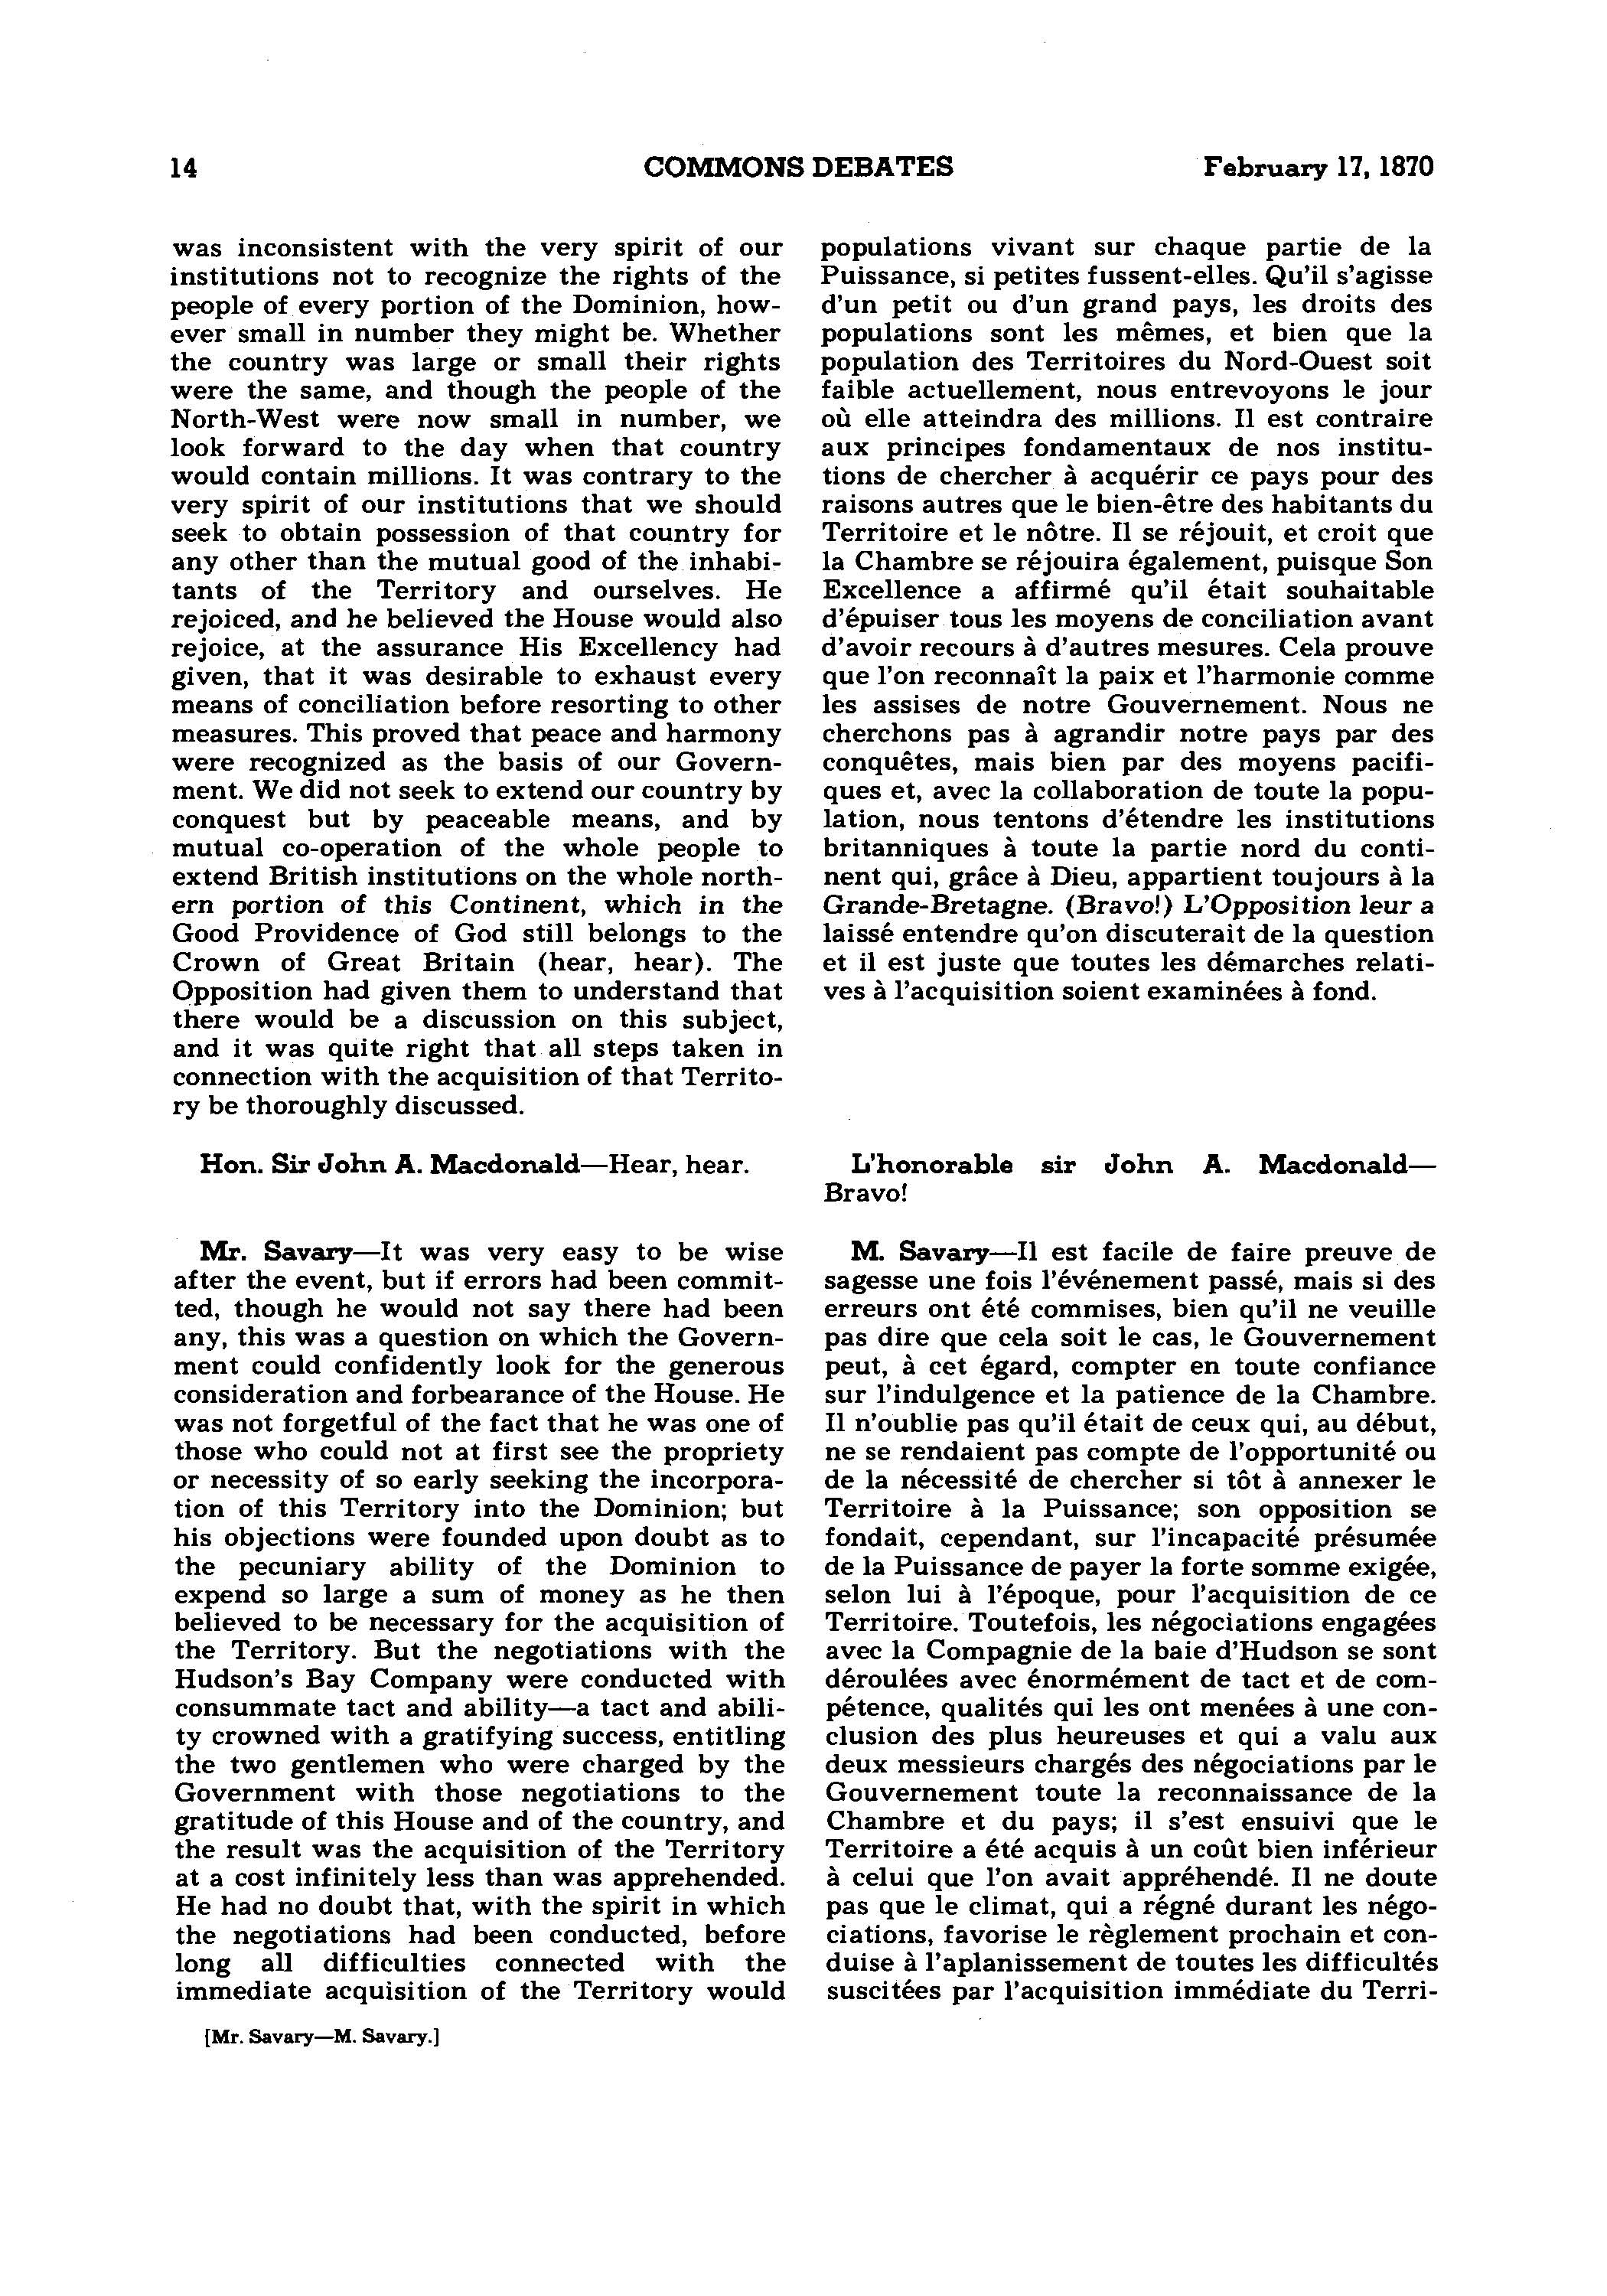 14 COMMONS DEBATES February 17, 1870
was inconsistent with the very spirit of our
institutions not to recognize the rights of the
people of every portion of the Dominion, how-
ever small in number they might be. Whether
the country was large or small their rights
were the same, and though the people of the
North-West were now small in number, we
look forward to the day when that country
would contain millions. It was contrary to the
very spirit of our institutions that we should
seek to obtain possession of that country for
any other than the mutual good of the inhabi-
tants of the Territory and ourselves. He
rejoiced, and he believed the House would also
rejoice, at the assurance His Excellency had
given, that it was desirable to exhaust every
means of conciliation before resorting to other
measures. This proved that peace and harmony
were recognized as the basis of our Govern-
ment. We did not seek to extend our country by
conquest but by peaceable means, and by
mutual co-operation of the whole people to
extend British institutions on the whole north-
ern portion of this Continent, which in the
Good Providence of God still belongs to the
Crown of Great Britain (hear, hear). The
Opposition had given them to understand that
there would be a discussion on this subject,
and it was quite right that all steps taken in
connection with the acquisition of that Territo-
ry be thoroughly discussed.
Hon. Sir John A. Macdonald—Hear, hear.
Mr. Savary—It was very easy to be wise
after the event, but if errors had been commit-
ted, though he would not say there had been
any, this was a question on which the Govern-
ment could confidently look for the generous
consideration and forbearance of the House. He
was not forgetful of the fact that he was one of
those who could not at first see the propriety
or necessity of so early seeking the incorpora-
tion of this Territory into the Dominion; but
his objections were founded upon doubt as to
the pecuniary ability of the Dominion to
expend so large a sum of money as he then
believed to be necessary for the acquisition of
the Territory. But the negotiations with the
Hudson's Bay Company were conducted with
consummate tact and ability—a tact and abili-
ty crowned with a gratifying success, entitling
the two gentlemen who were charged by the
Government with those negotiations to the
gratitude of this House and of the country, and
the result was the acquisition of the Territory
at a cost infinitely less than was apprehended.
He had no doubt that, with the spirit in which
the negotiations had been conducted, before
long all difficulties connected with the
immediate acquisition of the Territory would
populations vivant sur chaque partie de la
Puissance, si petites fussent-elles. Qu'il s'agisse
d'un petit ou d'un grand pays, les droits des
populations sont les mêmes, et bien que la
population des Territoires du Nord-Ouest soit
faible actuellement, nous entrevoyons le jour
où elle atteindra des millions. Il est contraire
aux principes fondamentaux de nos institu-
tions de chercher à acquérir ce pays pour des
raisons autres que le bien-être des habitants du
Territoire et le nôtre. Il se réjouit, et croit que
la Chambre se réjouira également, puisque Son
Excellence a affirmé qu'il était souhaitable
d'épuiser tous les moyens de conciliation avant
d'avoir recours à d'autres mesures. Cela prouve
que l'on reconnaît la paix et l'harmonie comme
les assises de notre Gouvernement. Nous ne
cherchons pas à agrandir notre pays par des
conquêtes, mais bien par des moyens pacifi-
ques et, avec la collaboration de toute la popu-
lation, nous tentons d'étendre les institutions
britanniques à toute la partie nord du conti-
nent qui, grâce à Dieu, appartient toujours à la
Grande-Bretagne. (Bravo!) L'Opposition leur a
laissé entendre qu'on discuterait de la question
et il est juste que toutes les démarches relati-
ves à l'acquisition soient examinées à fond.
L'honorable sir John A. Macdonald—
Bravo!
M. Savary—Il est facile de faire preuve de
sagesse une fois l'événement passé, mais si des
erreurs ont été commises, bien qu'il ne veuille
pas dire que cela soit le cas, le Gouvernement
peut, à cet égard, compter en toute confiance
sur l'indulgence et la patience de la Chambre.
Il n'oublie pas qu'il était de ceux qui, au début,
ne se rendaient pas compte de l'opportunité ou
de la nécessité de chercher si tôt à annexer le
Territoire à la Puissance; son opposition se
fondait, cependant, sur l'incapacité présumée
de la Puissance de payer la forte somme exigée,
selon lui à l'époque, pour l'acquisition de ce
Territoire. Toutefois, les négociations engagées
avec la Compagnie de la baie d'Hudson se sont
déroulées avec énormément de tact et de com-
pétence, qualités qui les ont menées à une con-
clusion des plus heureuses et qui a valu aux
deux messieurs chargés des négociations par le
Gouvernement toute la reconnaissance de la
Chambre et du pays; il s'est ensuivi que le
Territoire a été acquis à un coût bien inférieur
à celui que l'on avait appréhendé. Il ne doute
pas que le climat, qui a régné durant les négo-
ciations, favorise le règlement prochain et con-
duise à l'aplanissement de toutes les difficultés
suscitées par l'acquisition immédiate du Terri-
[Mr. Savary—M. Savary.]